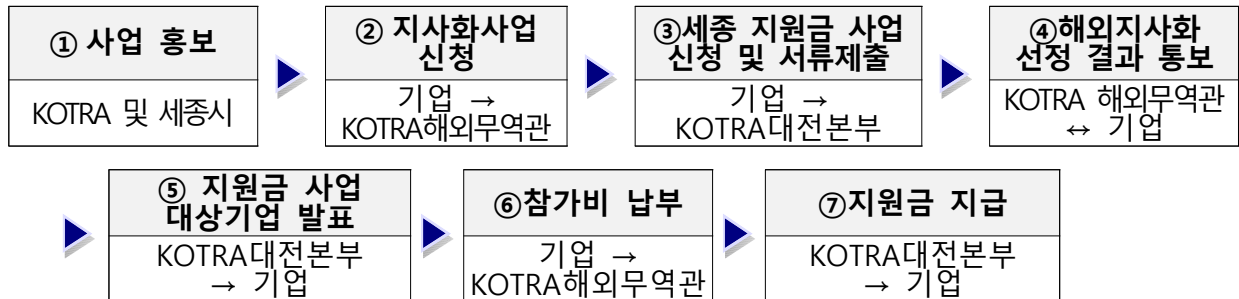 ① 사업 홍보
KOTRA 및 세종시
② 지사화사업
신청
기업 →
KOTRA해외무역관
③세종 지원금 사업
신청 및 서류제출
기업 →
KOTRA대전본부
④해외지사화
선정 결과 통보
KOTRA 해외무역관
↔ 기업
⑤ 지원금 사업
대상기업 발표
KOTRA대전본부
→ 기업
⑥참가비 납부
기업 →
KOTRA해외무역관
⑦지원금 지급
KOTRA대전본부
→ 기업